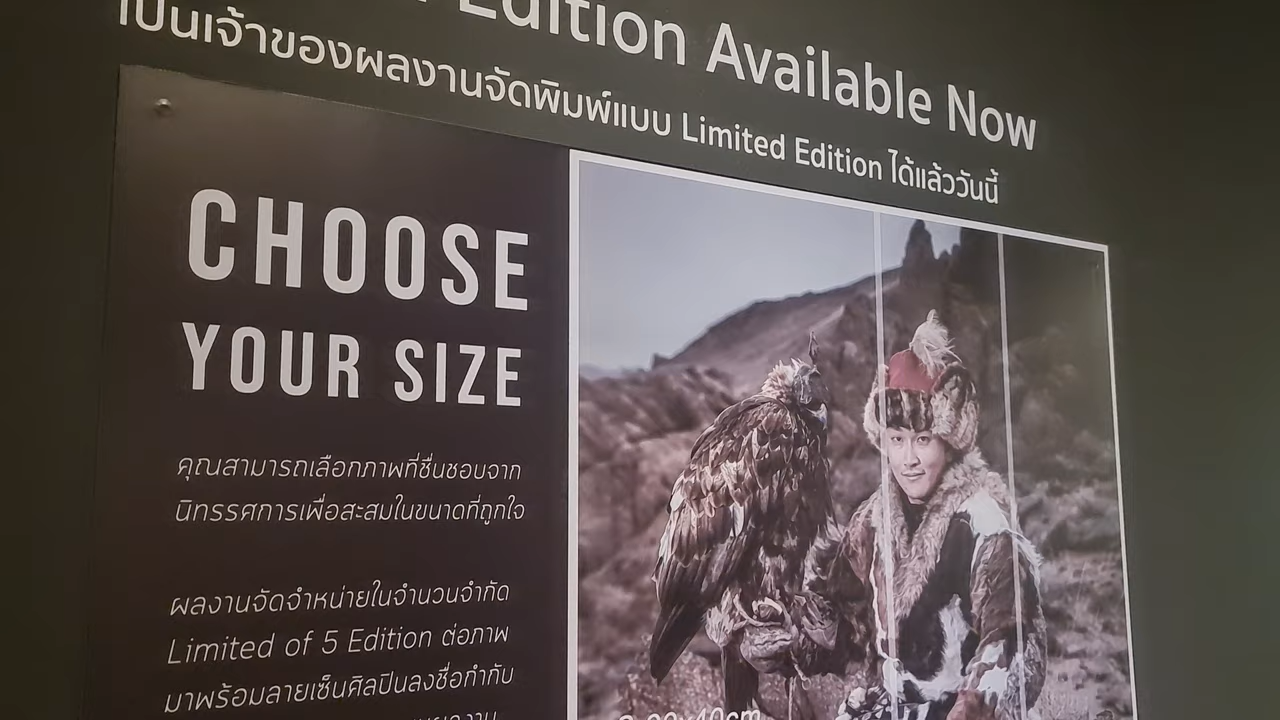 Edition Available Now
เป็นเจ้าของผลงานจัดพิมพ์แบบ Limited Edition ได้แล้ววันนี้
CHOOSE
YOUR SIZE
คุณสามารถเลือกภาพที่ชื่นชอบจาก
นิทรรศการเพื่อสะสมในขนาดที่ถูกใจ
ผลงานจัดจำหน่ายในจำนวนจำกัด
Limited of 5 Edition ต่อภาพ
มาพร้อมลายเซ็นศิลปินลงชื่อกำกับ